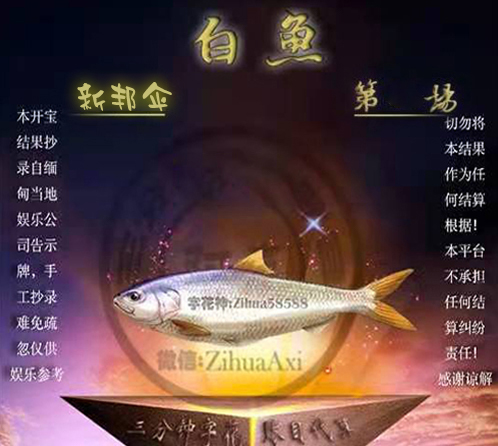 白魚
新邦伞
第 场
本开宝
结果抄
录自缅
甸当地
娱乐公
司告示
牌，手
工抄录
难免疏
忽仅供
娱乐参考
切勿将
本结果
作为任
何结算
根据！
本平台
不承担
任何结
算纠纷
责任！
感谢谅解
字花神:Zihua58588
微信:ZihuaAxi
三分钟字花